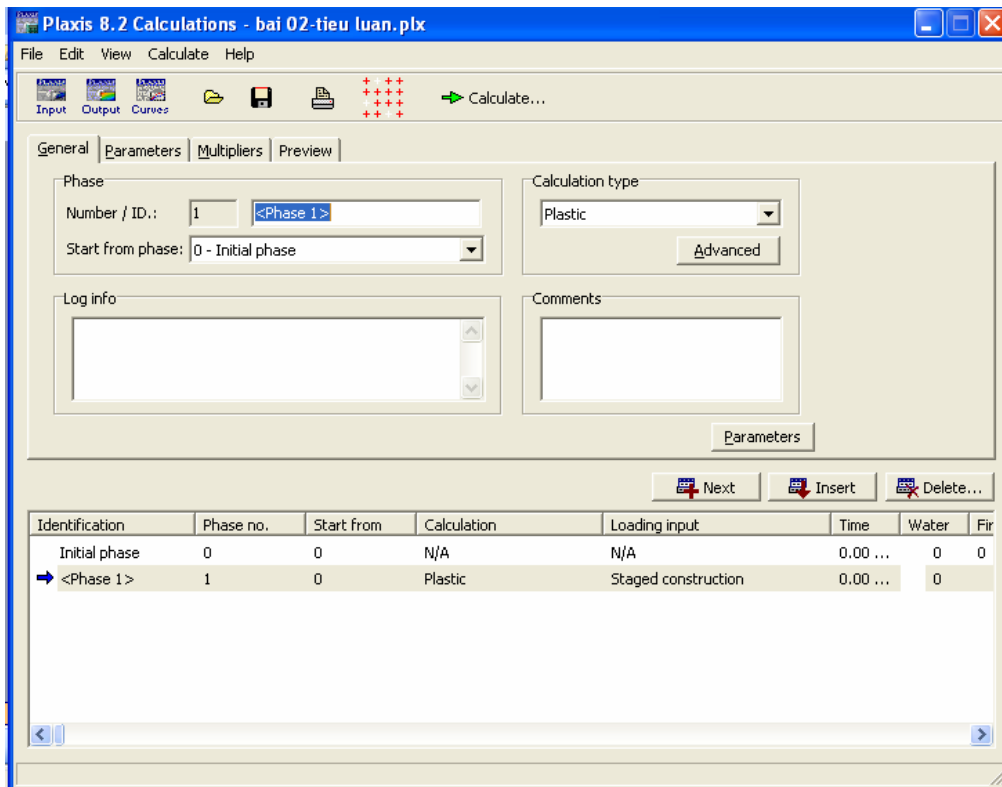 Plaxis 8.2 Calculations - bai 02-tieu luan.plx
File Edit View Calculate Help
Input Output Curves Calculate...
General Parameters Multipliers Preview
Phase
Number / ID.: 1 <Phase 1>
Start from phase: 0 - Initial phase
Calculation type
Plastic
Advanced
Log info
Comments
Parameters
Next Insert Delete...
Identification Phase no. Start from Calculation Loading input Time Water Fir
Initial phase 0 0 N/A N/A 0.00 ... 0 0
<Phase 1> 1 0 Plastic Staged construction 0.00 ... 0